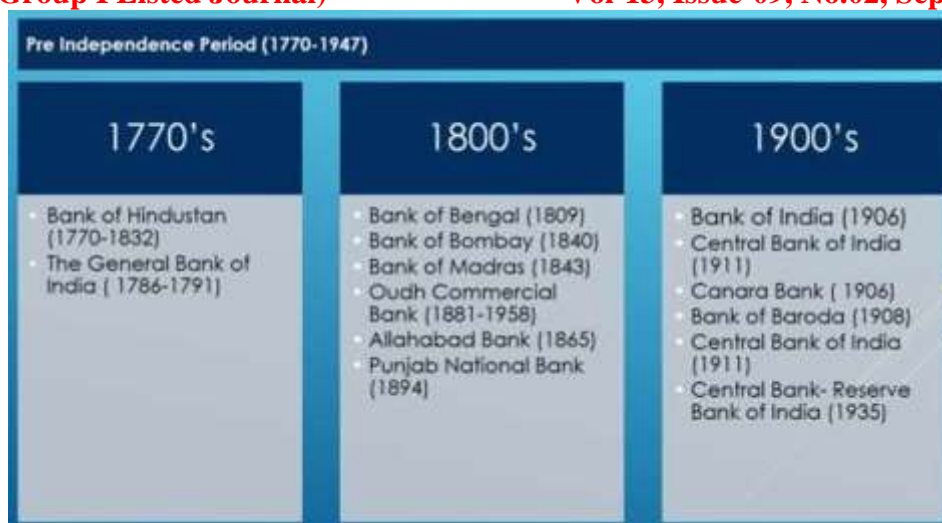 Group I Listed Journal) Vol-13, Issue-09, No.02, Sep
Pre Independence Period (1770-1947)
1770's
Bank of Hindustan
(1770-1832)
The General Bank of
India ( 1786-1791)
1800's
Bank of Bengal (1809)
Bank of Bombay (1840)
Bank of Madras (1843)
Oudh Commercial
Bank (1881-1958)
Allahabad Bank (1865)
Punjab National Bank
(1894)
1900's
Bank of India (1906)
Central Bank of India
(1911)
Canara Bank ( 1906)
Bank of Baroda (1908)
Central Bank of India
(1911)
Central Bank- Reserve
Bank of India (1935)